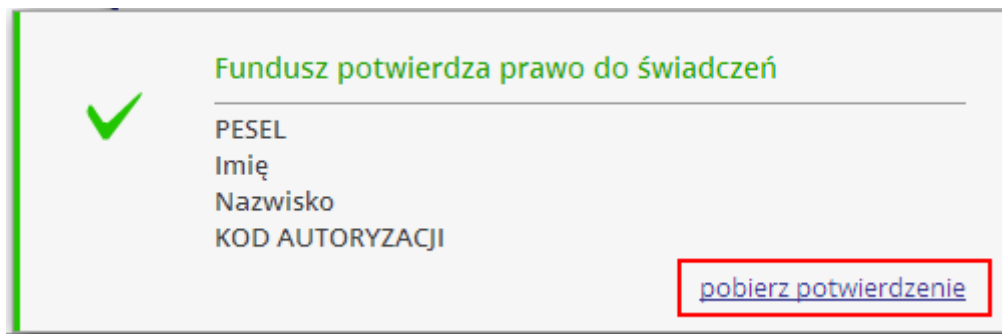 Fundusz potwierdza prawo do świadczeń
PESEL
Imię
Nazwisko
KOD AUTORYZACJI
pobierz potwierdzenie